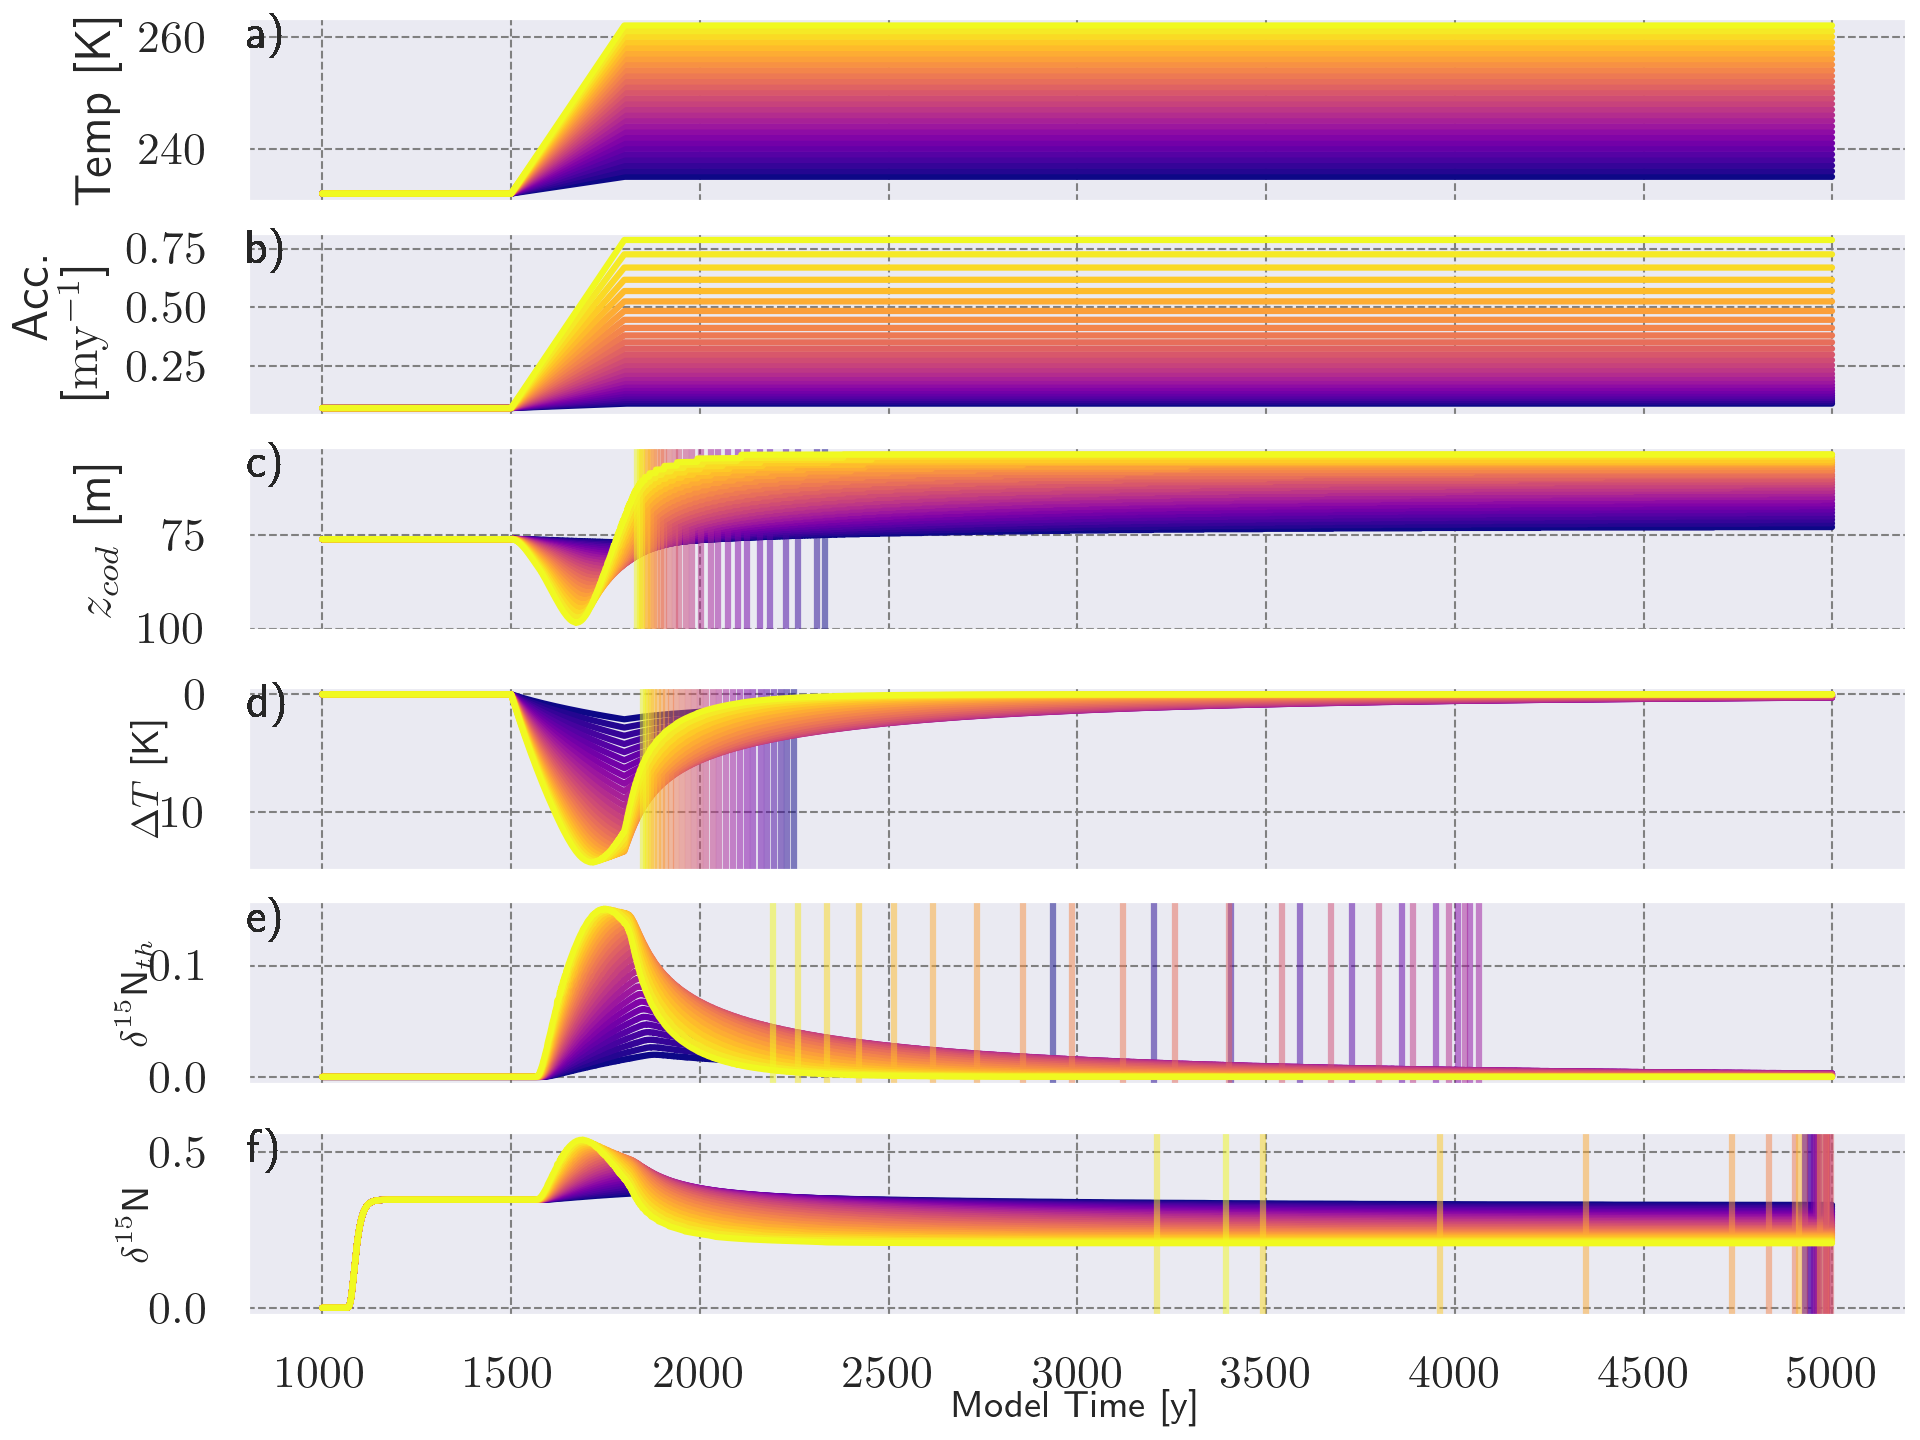 a)
Temp [K]
260
240
b)
Acc.
[my⁻¹]
0.75
0.50
0.25
c)
z_cod [m]
75
100
d)
ΔT [K]
0
10
e)
δ¹⁵N_th
0.1
0.0
f)
δ¹⁵N
0.5
0.0
1000 1500 2000 2500 3000 3500 4000 4500 5000
Model Time [y]